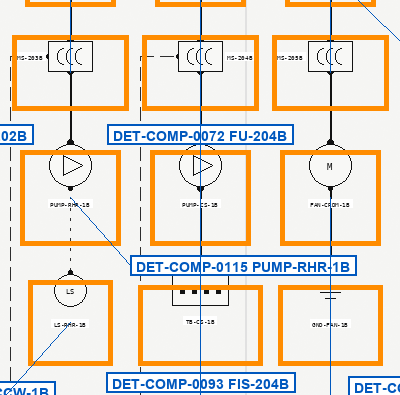 MS-203B
MS-204B
MS-205B
02B
DET-COMP-0072 FU-204B
M
PUMP-RHR-1B
PUMP-CS-1B
FAN-CRDM-1B
DET-COMP-0115 PUMP-RHR-1B
LS
LS-RHR-1B
TB-CS-1B
GND-FAN-1B
DET-COMP-0093 FIS-204B
CW-1B
DET-CO